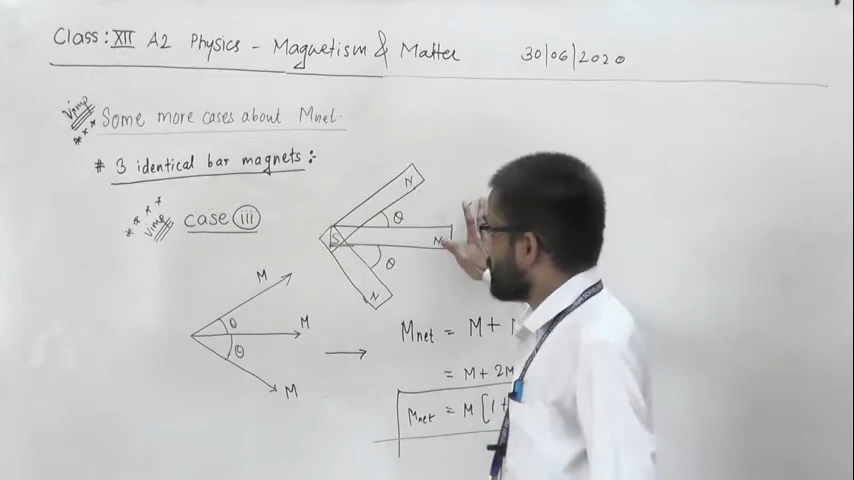 Class: XII A2 Physics - Magnetism & Matter 30/06/2020
Vimp
*** Some more cases about Mnet.
# 3 identical bar magnets:-
**** Vimp case (iii)
N
θ
S
N
θ
N
M
θ
M
θ
M
Mnet = M+
= M+ 2M
Mnet = M [1+